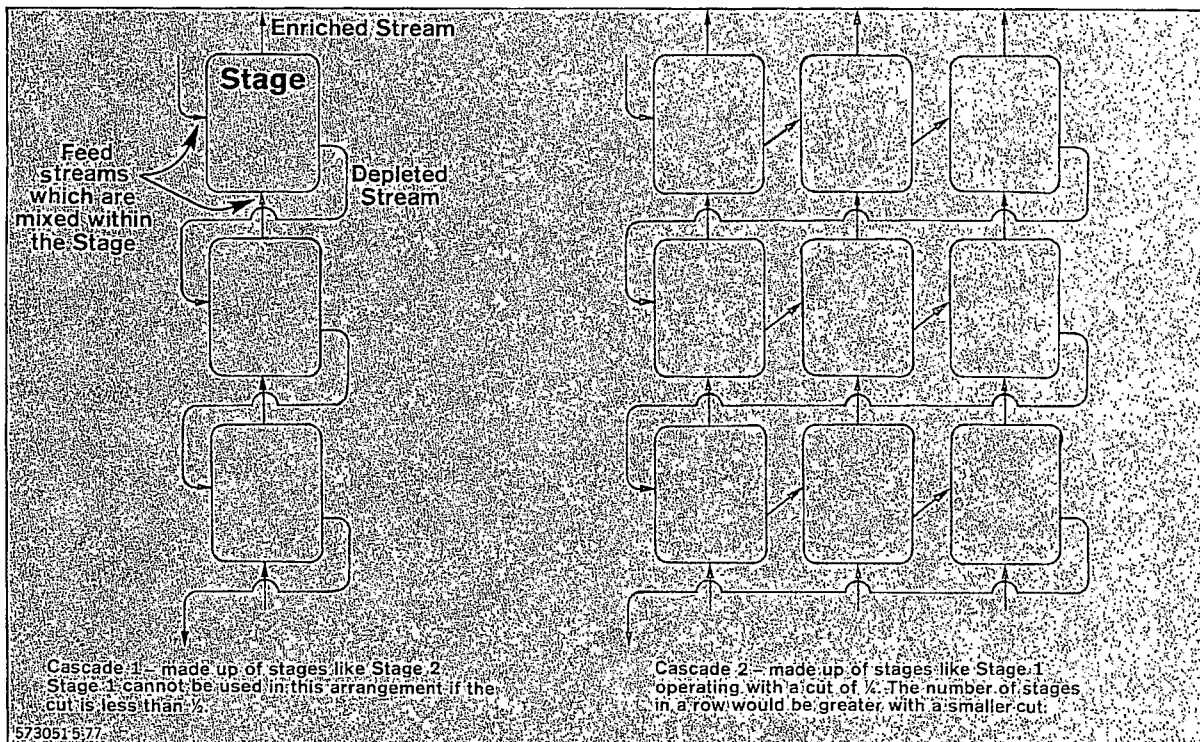 Enriched Stream
Stage
Feed
streams
which are
mixed within
the Stage
Depleted
Stream
Cascade 1 – made up of stages like Stage 2.
Stage 1 cannot be used in this arrangement if the
cut is less than ½.
Cascade 2 – made up of stages like Stage 1
operating with a cut of ¼. The number of stages
in a row would be greater with a smaller cut.
573051 5-77